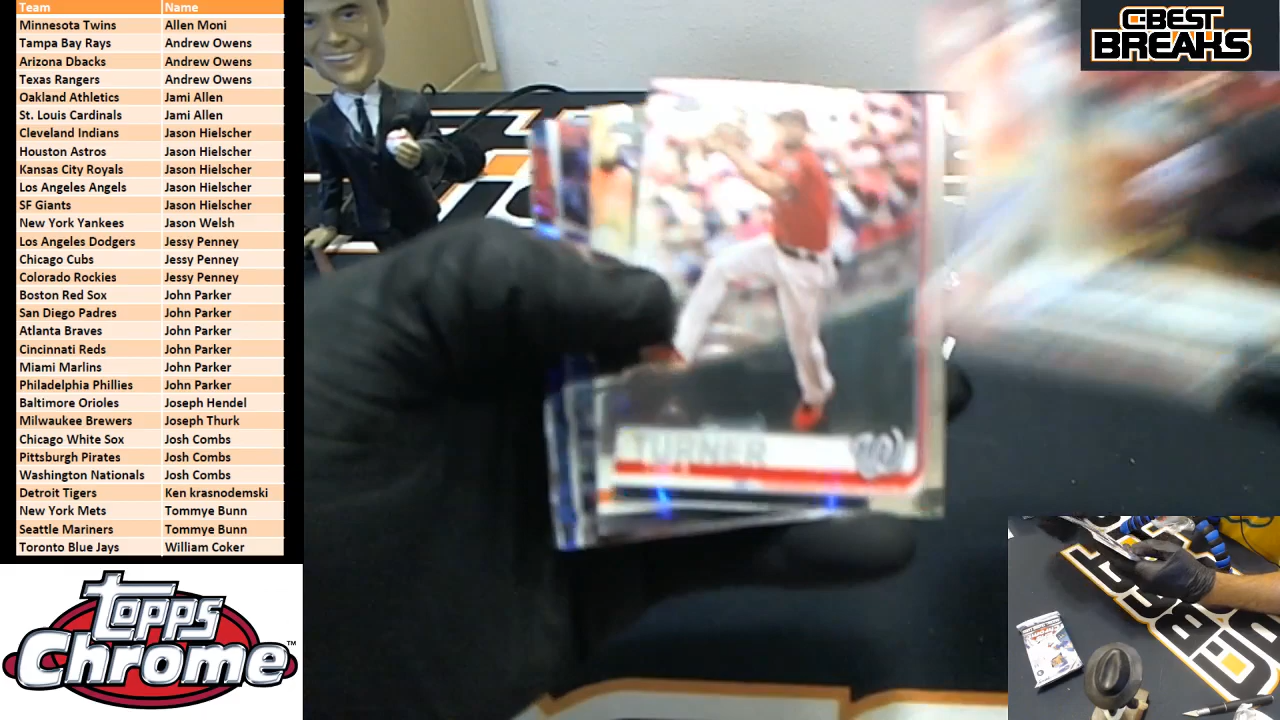 Team Name
Minnesota Twins Allen Moni
Tampa Bay Rays Andrew Owens
Arizona Dbacks Andrew Owens
Texas Rangers Andrew Owens
Oakland Athletics Jami Allen
St. Louis Cardinals Jami Allen
Cleveland Indians Jason Hielscher
Houston Astros Jason Hielscher
Kansas City Royals Jason Hielscher
Los Angeles Angels Jason Hielscher
SF Giants Jason Hielscher
New York Yankees Jason Welsh
Los Angeles Dodgers Jessy Penney
Chicago Cubs Jessy Penney
Colorado Rockies Jessy Penney
Boston Red Sox John Parker
San Diego Padres John Parker
Atlanta Braves John Parker
Cincinnati Reds John Parker
Miami Marlins John Parker
Philadelphia Phillies John Parker
Baltimore Orioles Joseph Hendel
Milwaukee Brewers Joseph Thurk
Chicago White Sox Josh Combs
Pittsburgh Pirates Josh Combs
Washington Nationals Josh Combs
Detroit Tigers Ken krasnodemski
New York Mets Tommye Bunn
Seattle Mariners Tommye Bunn
Toronto Blue Jays William Coker
Topps
Chrome™
C-BEST
BREAKS
TURNER
W